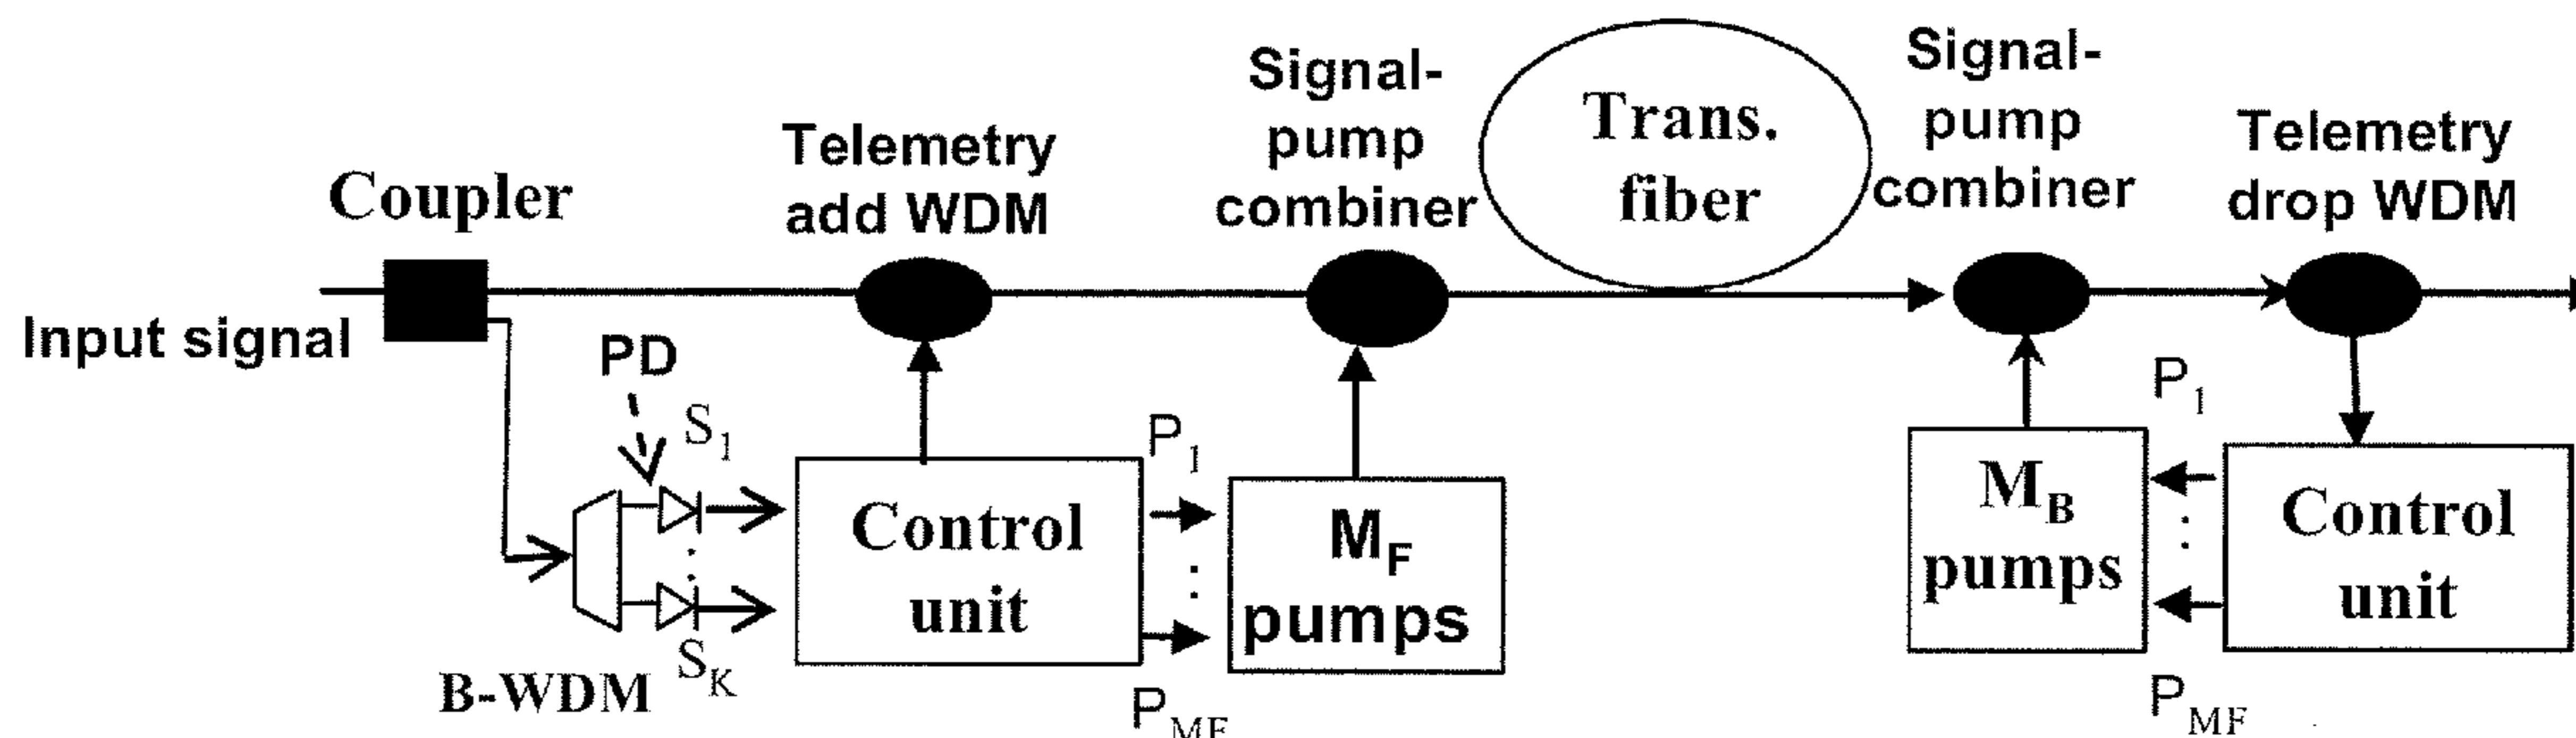 Coupler
Telemetry
add WDM
Signal-
pump
combiner
Trans.
fiber
Signal-
pump
combiner
Telemetry
drop WDM
Input signal
PD
S1
SK
B-WDM
Control
unit
P1
PMF
MF
pumps
MB
pumps
P1
PMF
Control
unit